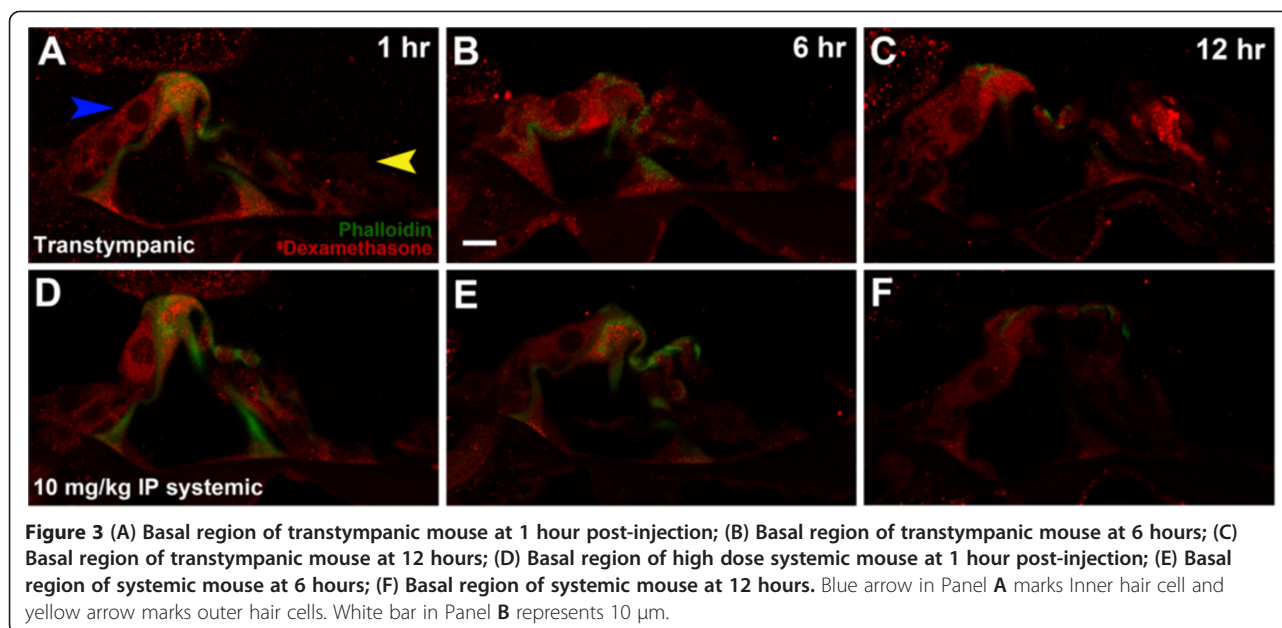 A 1 hr
B 6 hr
C 12 hr
Phalloidin
Dexamethasone
Transtympanic
D
E
F
10 mg/kg IP systemic
Figure 3 (A) Basal region of transtympanic mouse at 1 hour post-injection; (B) Basal region of transtympanic mouse at 6 hours; (C)
Basal region of transtympanic mouse at 12 hours; (D) Basal region of high dose systemic mouse at 1 hour post-injection; (E) Basal
region of systemic mouse at 6 hours; (F) Basal region of systemic mouse at 12 hours. Blue arrow in Panel A marks Inner hair cell and
yellow arrow marks outer hair cells. White bar in Panel B represents 10 μm.